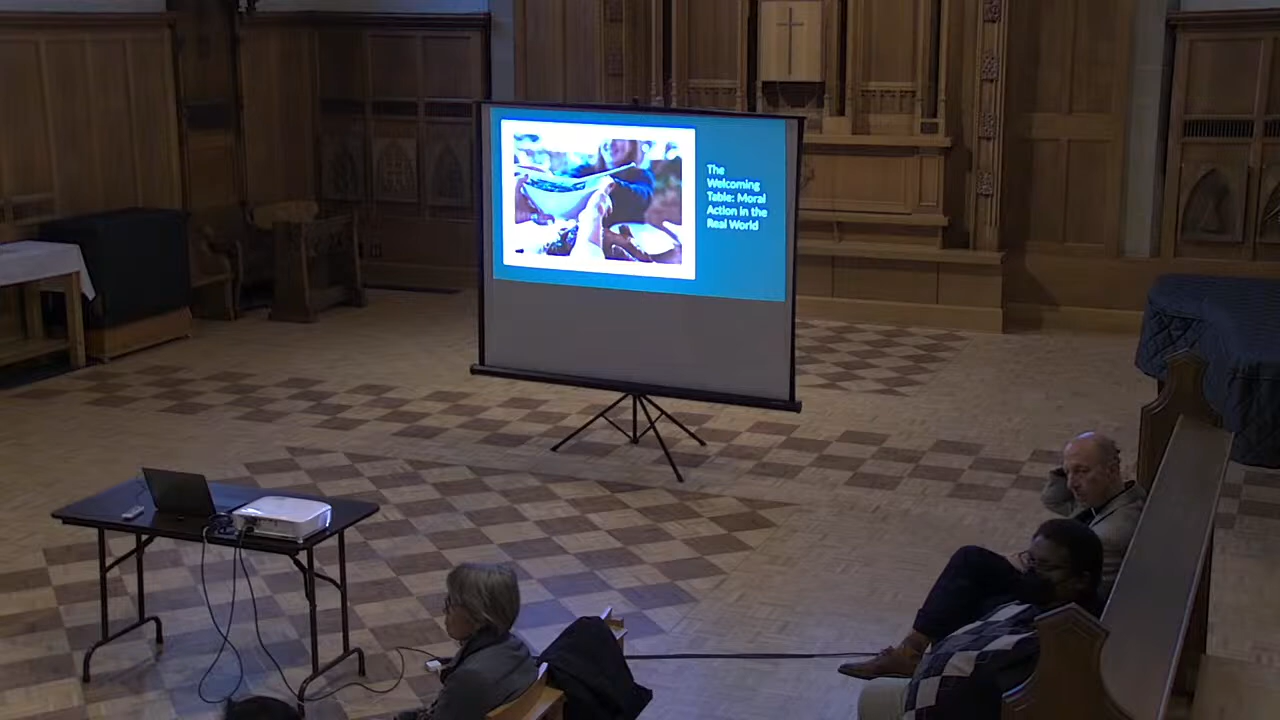 The
Welcoming
Table: Moral
Action in the
Real World